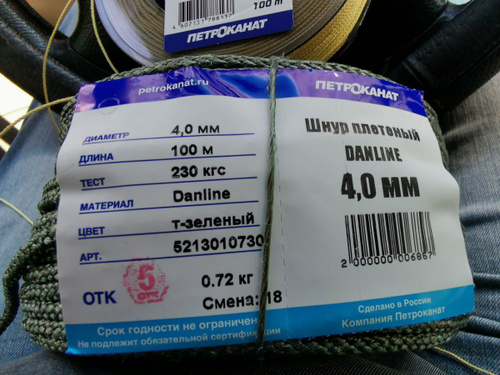 4607131788137
100 m
ПЕТРОКАНАТ
petrokanat.ru
ДИАМЕТР 4,0 мм
ДЛИНА 100 м
ТЕСТ 230 кгс
МАТЕРИАЛ Danline
ЦВЕТ т-зеленый
АРТ. 5213010730
ОТК 5 ОТК 0.72 кг
Смена: 18
Срок годности не ограничен
Не подлежит обязательной сертификации
ПЕТРОКАНАТ
Шнур плетеный
DANLINE
4,0 мм
2 000000 006857
Сделано в России
Компания Петроканат